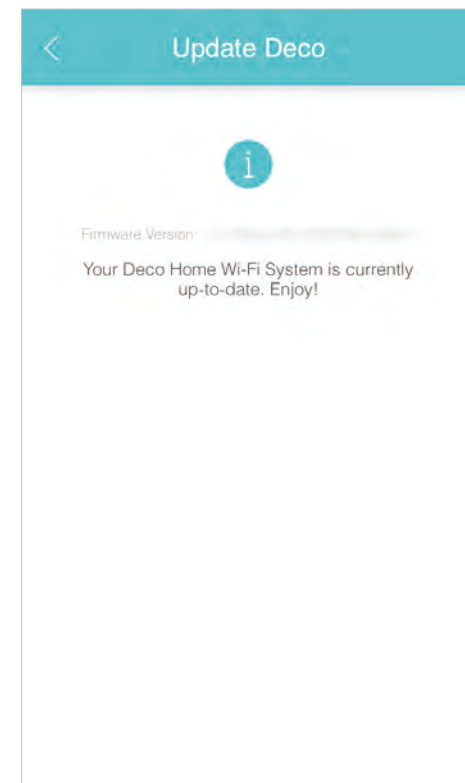 Update Deco
i
Firmware Version:
Your Deco Home Wi-Fi System is currently
up-to-date. Enjoy!